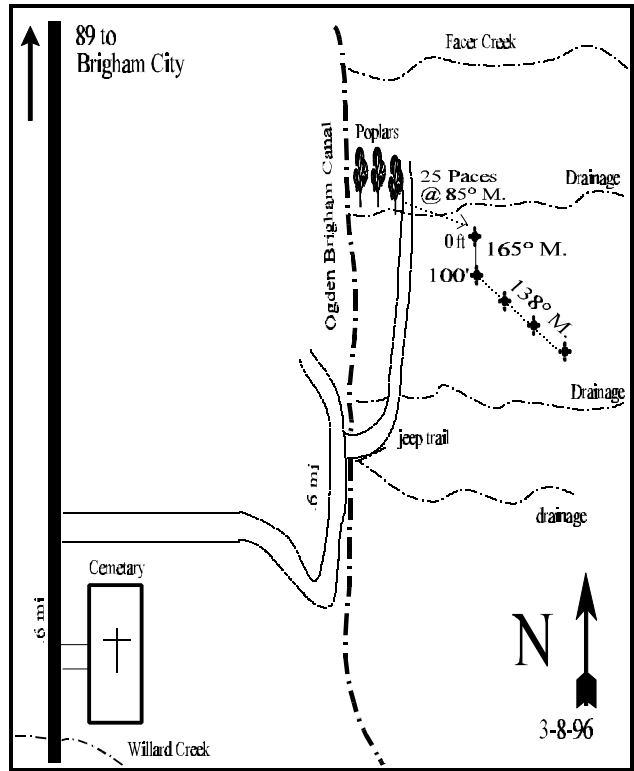 89 to
Brigham City
Facer Creek
Poplars
Ogden Brigham Canal
25 Paces
@ 85° M.
Drainage
0 ft
165° M.
100'
138° M.
Drainage
jeep trail
.6 mi
drainage
Cemetary
.6 mi
N
3-8-96
Willard Creek